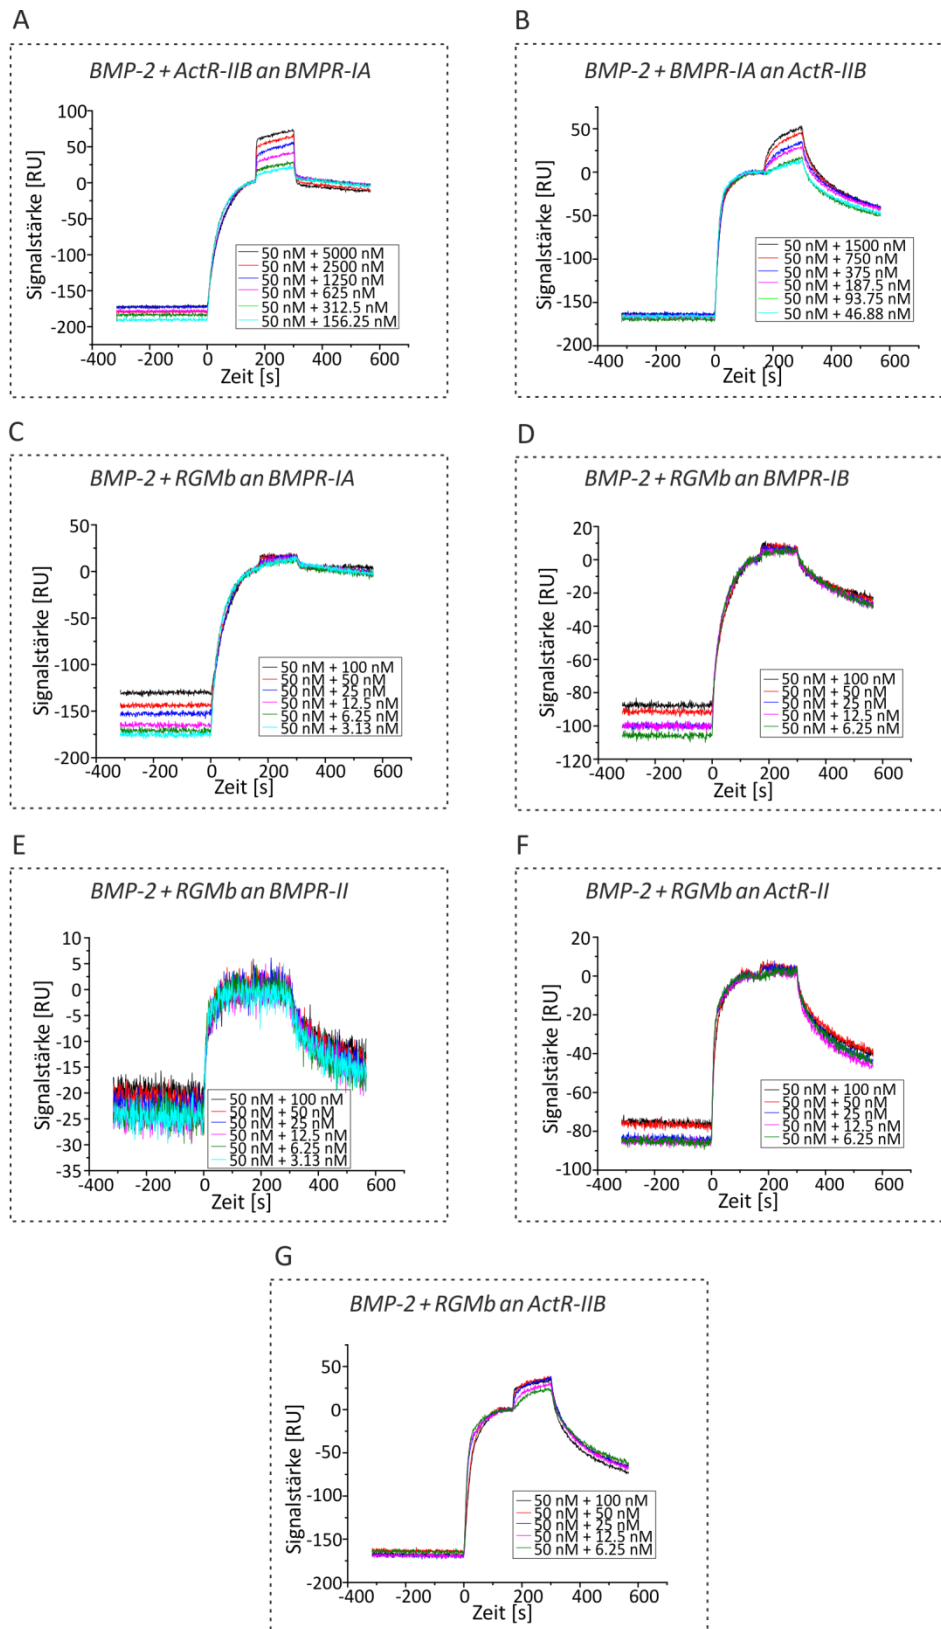 A
BMP-2 + ActR-IIB an BMPR-IA
Signalstärke [RU]
100
50
0
-50
-100
-150
-200
50 nM + 5000 nM
50 nM + 2500 nM
50 nM + 1250 nM
50 nM + 625 nM
50 nM + 312.5 nM
50 nM + 156.25 nM
-400 -200 0 200 400 600
Zeit [s]
B
BMP-2 + BMPR-IA an ActR-IIB
Signalstärke [RU]
50
0
-50
-100
-150
-200
50 nM + 1500 nM
50 nM + 750 nM
50 nM + 375 nM
50 nM + 187.5 nM
50 nM + 93.75 nM
50 nM + 46.88 nM
-400 -200 0 200 400 600
Zeit [s]
C
BMP-2 + RGMb an BMPR-IA
Signalstärke [RU]
50
0
-50
-100
-150
-200
50 nM + 100 nM
50 nM + 50 nM
50 nM + 25 nM
50 nM + 12.5 nM
50 nM + 6.25 nM
50 nM + 3.13 nM
-400 -200 0 200 400 600
Zeit [s]
D
BMP-2 + RGMb an BMPR-IB
Signalstärke [RU]
20
0
-20
-40
-60
-80
-100
-120
50 nM + 100 nM
50 nM + 50 nM
50 nM + 25 nM
50 nM + 12.5 nM
50 nM + 6.25 nM
-400 -200 0 200 400 600
Zeit [s]
E
BMP-2 + RGMb an BMPR-II
Signalstärke [RU]
10
5
0
-5
-10
-15
-20
-25
-30
-35
50 nM + 100 nM
50 nM + 50 nM
50 nM + 25 nM
50 nM + 12.5 nM
50 nM + 6.25 nM
50 nM + 3.13 nM
-400 -200 0 200 400 600
Zeit [s]
F
BMP-2 + RGMb an ActR-II
Signalstärke [RU]
20
0
-20
-40
-60
-80
-100
50 nM + 100 nM
50 nM + 50 nM
50 nM + 25 nM
50 nM + 12.5 nM
50 nM + 6.25 nM
-400 -200 0 200 400 600
Zeit [s]
G
BMP-2 + RGMb an ActR-IIB
Signalstärke [RU]
50
0
-50
-100
-150
-200
50 nM + 100 nM
50 nM + 50 nM
50 nM + 25 nM
50 nM + 12.5 nM
50 nM + 6.25 nM
-400 -200 0 200 400 600
Zeit [s]